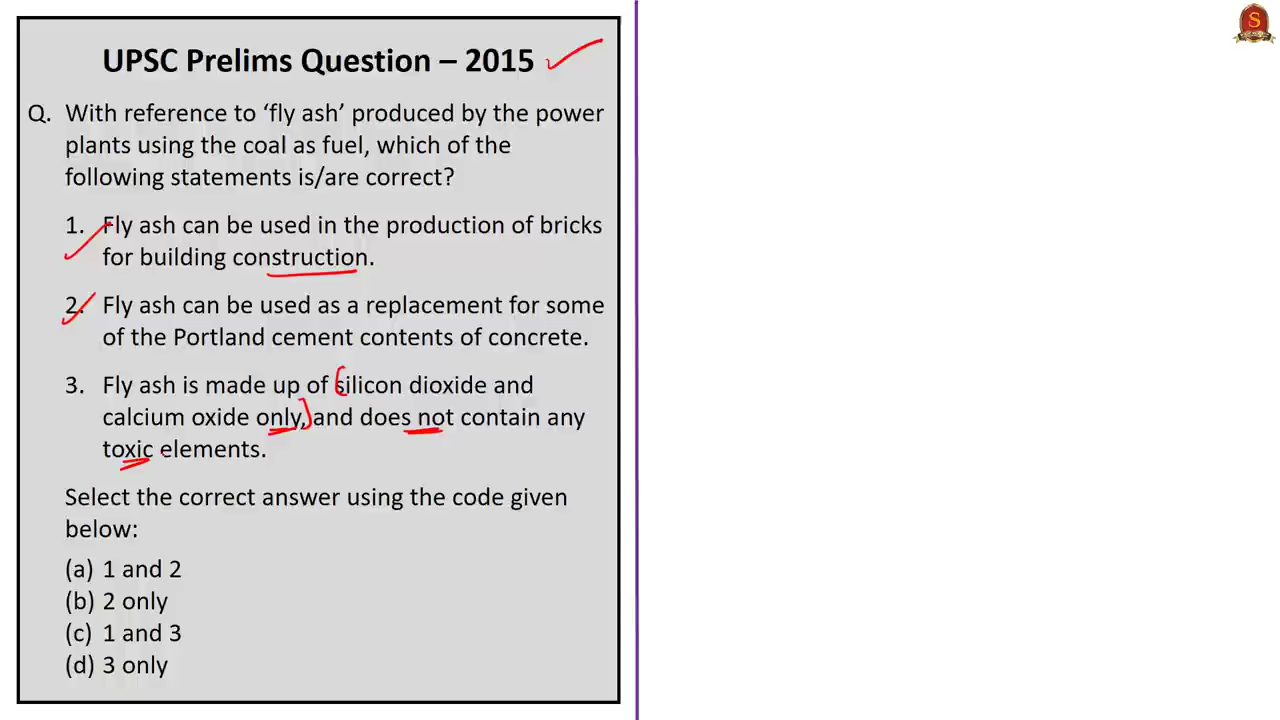 UPSC Prelims Question – 2015
Q. With reference to ‘fly ash’ produced by the power
plants using the coal as fuel, which of the
following statements is/are correct?
1. Fly ash can be used in the production of bricks
for building construction.
2. Fly ash can be used as a replacement for some
of the Portland cement contents of concrete.
3. Fly ash is made up of silicon dioxide and
calcium oxide only, and does not contain any
toxic elements.
Select the correct answer using the code given
below:
(a) 1 and 2
(b) 2 only
(c) 1 and 3
(d) 3 only
S